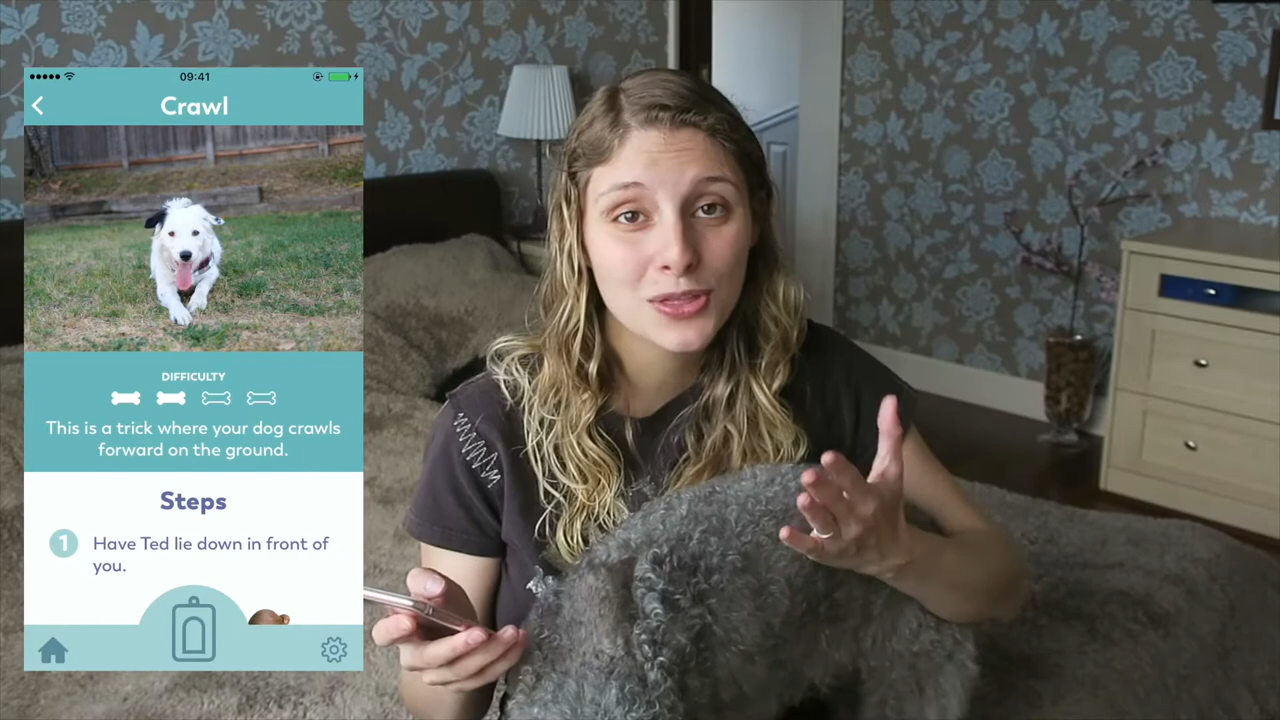 09:41
Crawl
DIFFICULTY
This is a trick where your dog crawls
forward on the ground.
Steps
1 Have Ted lie down in front of
you.